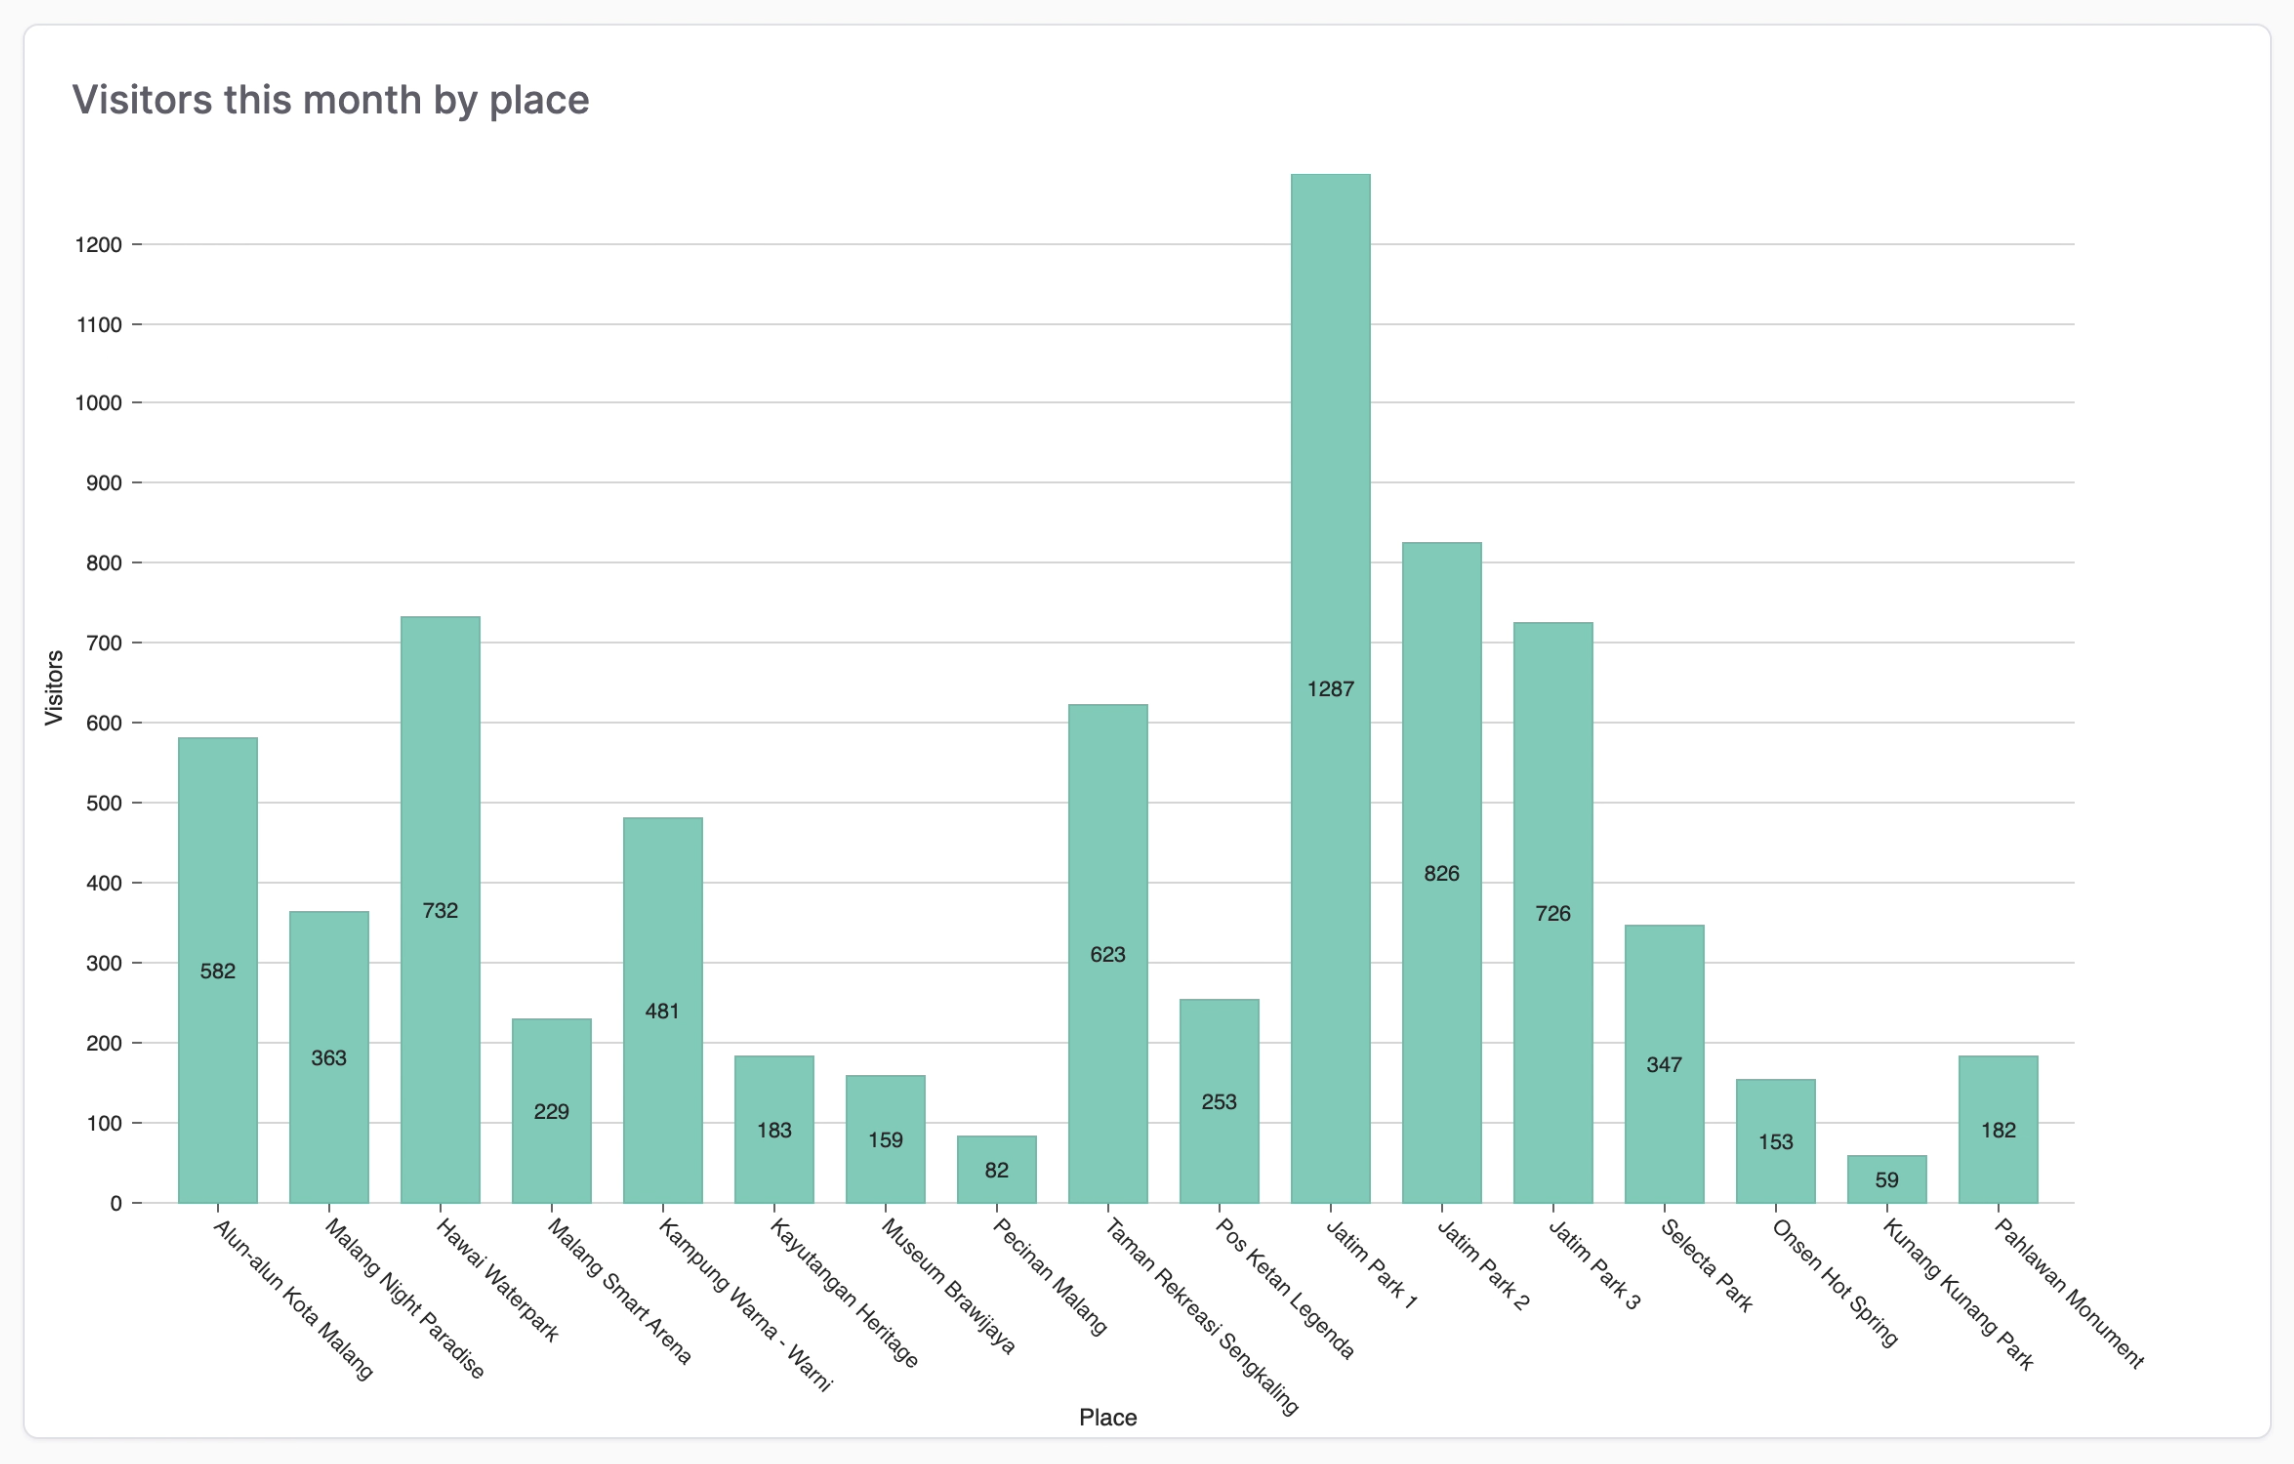 Visitors this month by place
1200
1100
1000
900
800
700
600
500
400
300
200
100
0
Visitors
582
363
732
229
481
183
159
82
623
253
1287
826
726
347
153
59
182
Alun-alun Kota Malang
Malang Night Paradise
Hawai Waterpark
Malang Smart Arena
Kampung Warna - Warni
Kayutangan Heritage
Museum Brawijaya
Pecinan Malang
Taman Rekreasi Sengkaling
Pos Ketan Legenda
Jatim Park 1
Jatim Park 2
Jatim Park 3
Selecta Park
Onsen Hot Spring
Kunang Kunang Park
Pahlawan Monument
Place